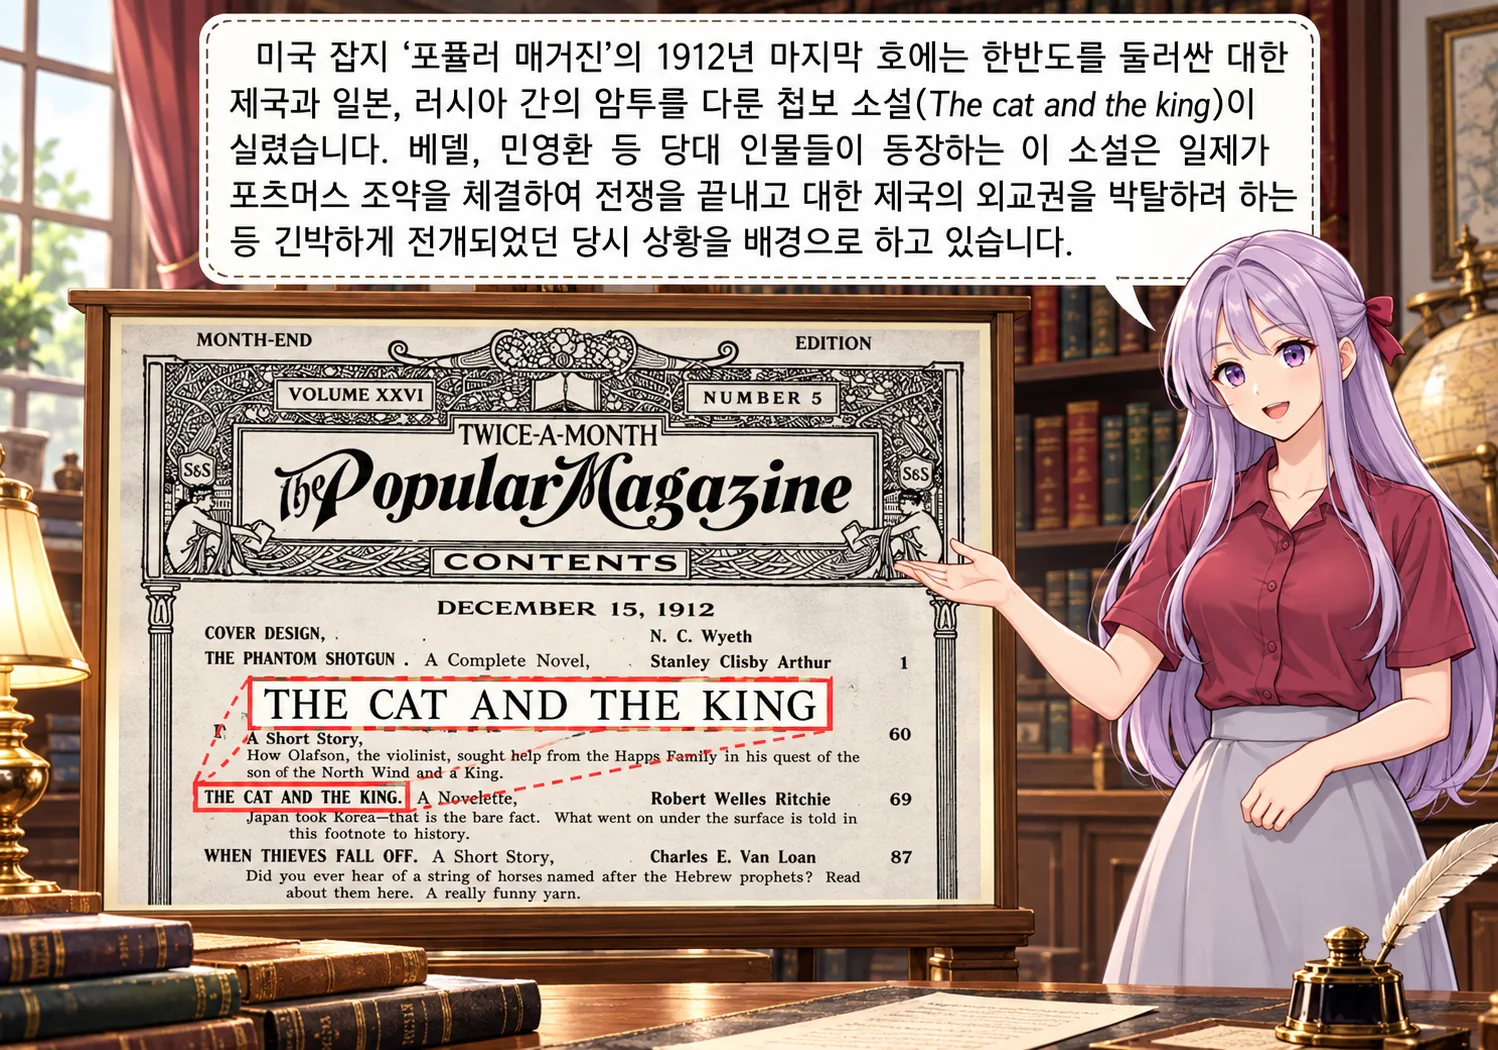 미국 잡지 ‘포퓰러 매거진’의 1912년 마지막 호에는 한반도를 둘러싼 대한
제국과 일본, 러시아 간의 암투를 다룬 첩보 소설(The cat and the king)이
실렸습니다. 베델, 민영환 등 당대 인물들이 등장하는 이 소설은 일제가
포츠머스 조약을 체결하여 전쟁을 끝내고 대한 제국의 외교권을 박탈하려 하는
등 긴박하게 전개되었던 당시 상황을 배경으로 하고 있습니다.
MONTH-END EDITION
VOLUME XXVI NUMBER 5
TWICE-A-MONTH
S&S The Popular Magazine S&S
CONTENTS
DECEMBER 15, 1912
COVER DESIGN, . . N. C. Wyeth
THE PHANTOM SHOTGUN . A Complete Novel, . Stanley Clisby Arthur 1
THE CAT AND THE KING
A Short Story, 60
How Olafson, the violinist, sought help from the Happs Family in his quest of the
son of the North Wind and a King.
THE CAT AND THE KING. A Novelette, Robert Welles Ritchie 69
Japan took Korea—that is the bare fact. What went on under the surface is told in
this footnote to history.
WHEN THIEVES FALL OFF. A Short Story, . Charles E. Van Loan 87
Did you ever hear of a string of horses named after the Hebrew prophets? Read
about them here. A really funny yarn.